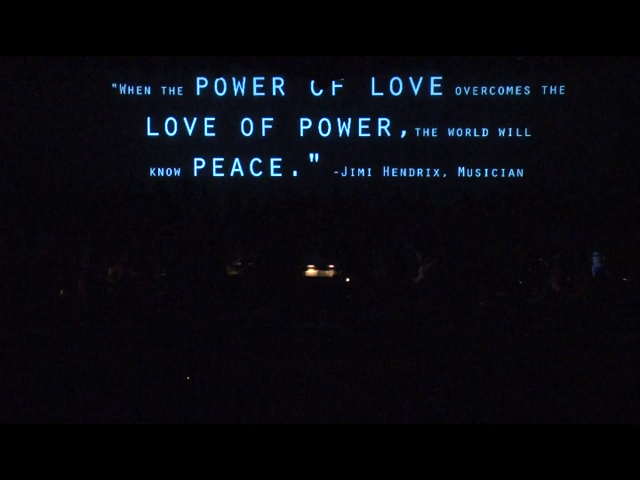 "When the POWER OF LOVE overcomes the
LOVE OF POWER, the world will
know PEACE." -Jimi Hendrix, Musician